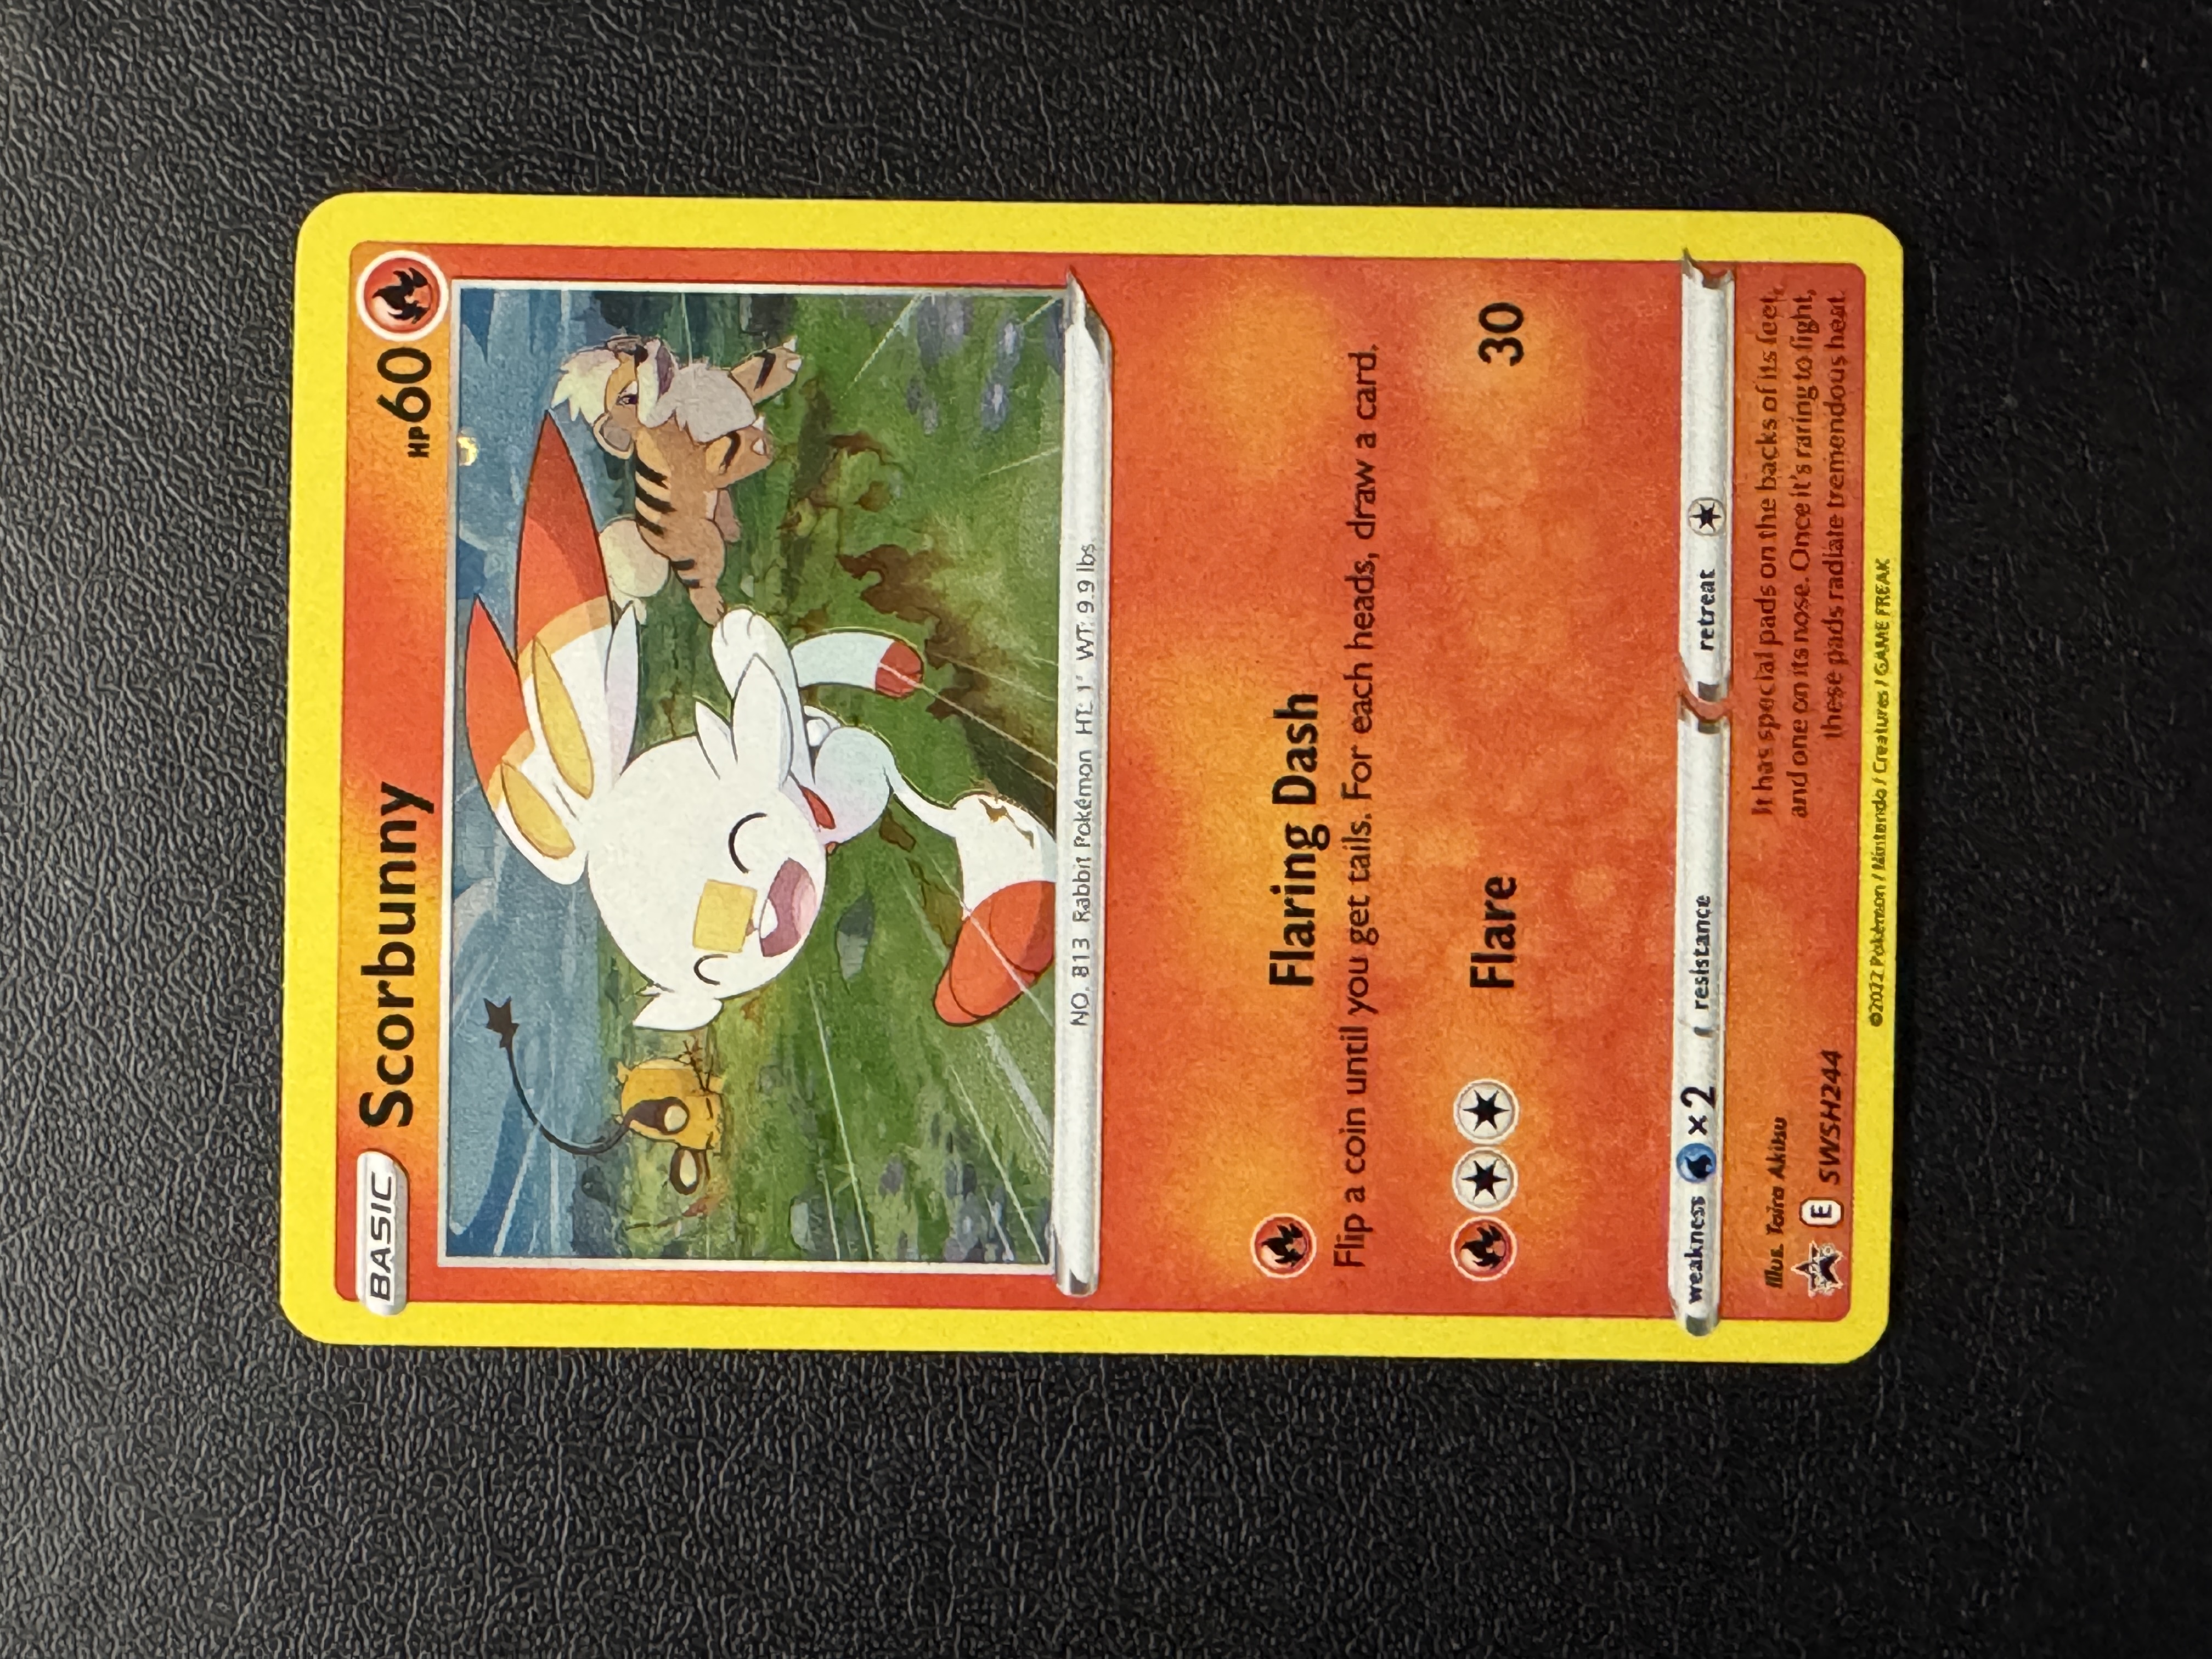 BASIC
Scorbunny
HP60
NO. 813 Rabbit Pokémon HT: 1' WT: 9.9 lbs
Flaring Dash
Flip a coin until you get tails. For each heads, draw a card.
Flare 30
weakness ×2 resistance retreat
Illus. Taira Akitsu
It has special pads on the backs of its feet,
and one on its nose. Once it's raring to fight,
these pads radiate tremendous heat.
E SWSH244
©2022 Pokémon / Nintendo / Creatures / GAME FREAK